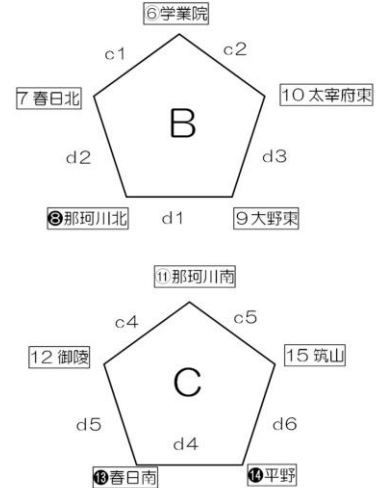 ⑥学業院
c1
c2
7 春日北
10 太宰府東
B
d2
d3
❽那珂川北
d1
9 大野東
⑪那珂川南
c4
c5
12 御陵
15 筑山
C
d5
d4
d6
⓭春日南
⓮平野